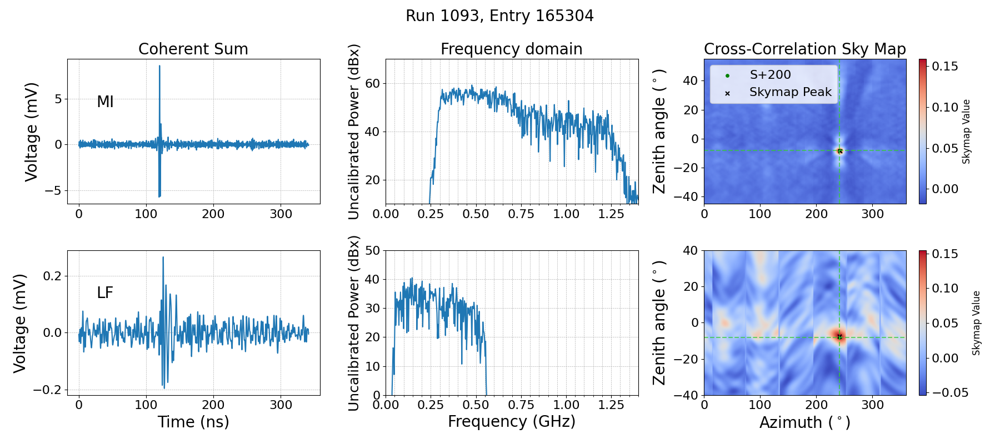 Run 1093, Entry 165304
Coherent Sum
Voltage (mV)
5
0
−5
MI
0 100 200 300
Frequency domain
Uncalibrated Power (dBx)
60
40
20
0.00 0.25 0.50 0.75 1.00 1.25
Cross-Correlation Sky Map
Zenith angle (°)
40
20
0
−20
−40
S+200
Skymap Peak
0 100 200 300
0.15
0.10
0.05
0.00
Skymap Value
Voltage (mV)
0.2
0.0
−0.2
LF
0 100 200 300
Time (ns)
Uncalibrated Power (dBx)
50
40
30
20
10
0
0.00 0.25 0.50 0.75 1.00 1.25
Frequency (GHz)
Zenith angle (°)
40
20
0
−20
−40
0 100 200 300
Azimuth (°)
0.15
0.10
0.05
0.00
−0.05
Skymap Value